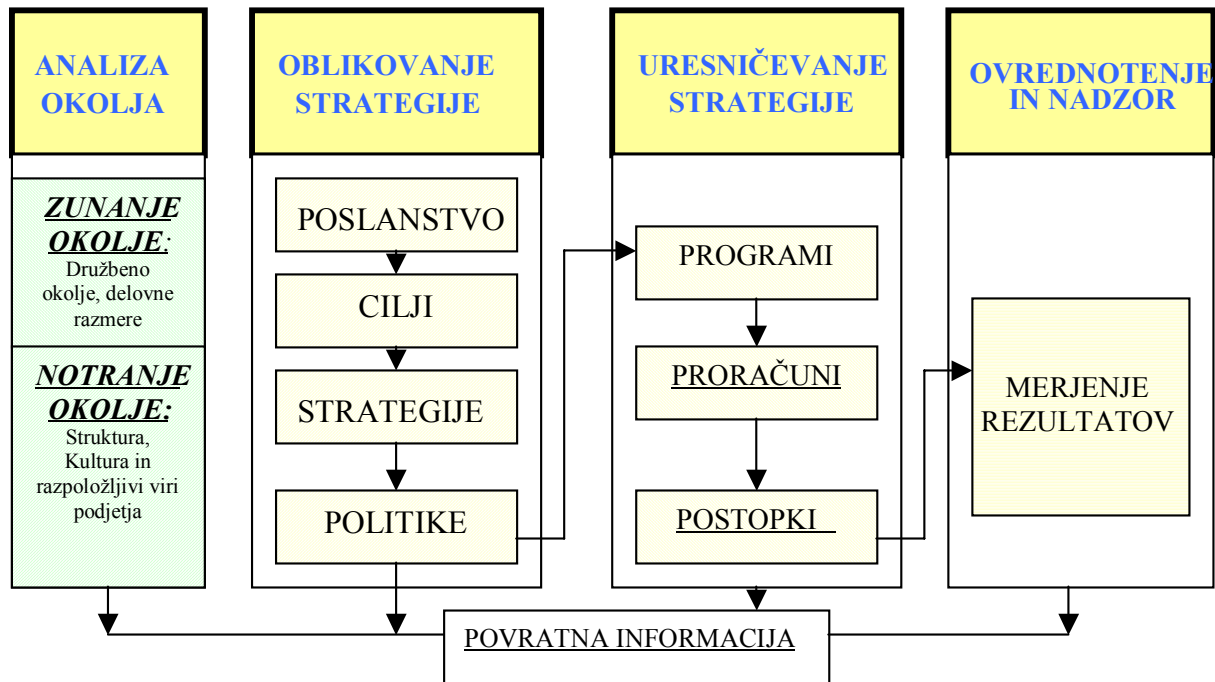 ANALIZA
OKOLJA
ZUNANJE
OKOLJE:
Družbeno
okolje, delovne
razmere
NOTRANJE
OKOLJE:
Struktura,
Kultura in
razpoložljivi viri
podjetja
OBLIKOVANJE
STRATEGIJE
POSLANSTVO
CILJI
STRATEGIJE
POLITIKE
URESNIČEVANJE
STRATEGIJE
PROGRAMI
PRORAČUNI
POSTOPKI
OVREDNOTENJE
IN NADZOR
MERJENJE
REZULTATOV
POVRATNA INFORMACIJA